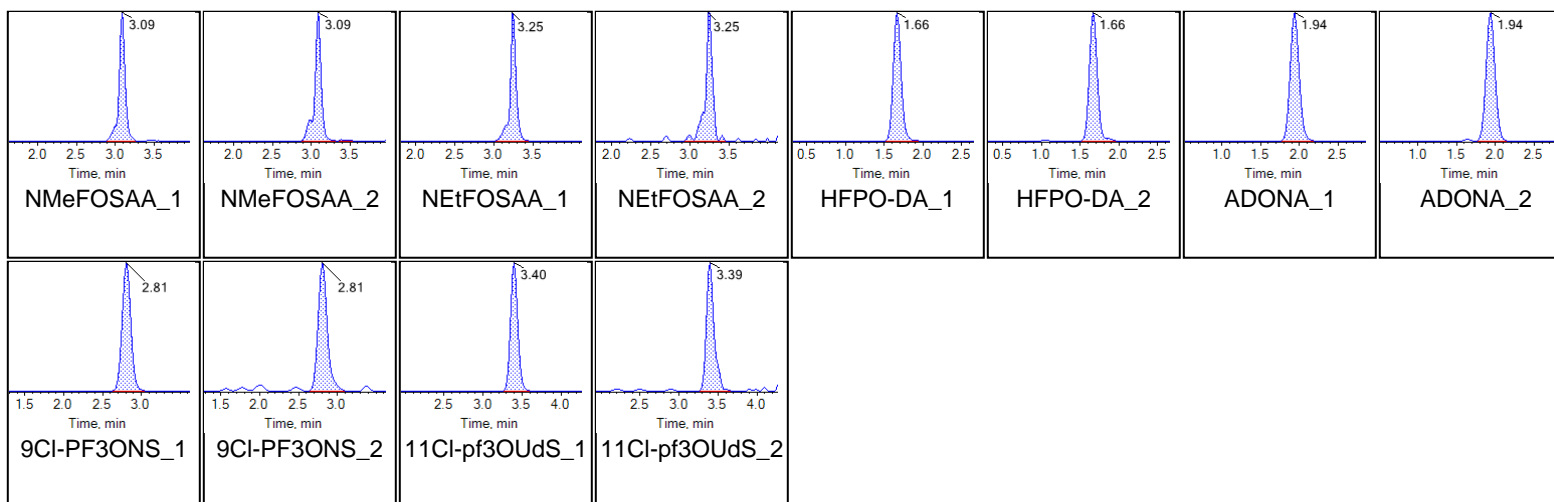 3.09
2.0 2.5 3.0 3.5
Time, min
NMeFOSAA_1
3.09
2.0 2.5 3.0 3.5
Time, min
NMeFOSAA_2
3.25
2.0 2.5 3.0 3.5
Time, min
NEtFOSAA_1
3.25
2.0 2.5 3.0 3.5
Time, min
NEtFOSAA_2
1.66
0.5 1.0 1.5 2.0 2.5
Time, min
HFPO-DA_1
1.66
0.5 1.0 1.5 2.0 2.5
Time, min
HFPO-DA_2
1.94
1.0 1.5 2.0 2.5
Time, min
ADONA_1
1.94
1.0 1.5 2.0 2.5
Time, min
ADONA_2
2.81
1.5 2.0 2.5 3.0
Time, min
9Cl-PF3ONS_1
2.81
1.5 2.0 2.5 3.0
Time, min
9Cl-PF3ONS_2
3.40
2.5 3.0 3.5 4.0
Time, min
11Cl-pf3OUdS_1
3.39
2.5 3.0 3.5 4.0
Time, min
11Cl-pf3OUdS_2